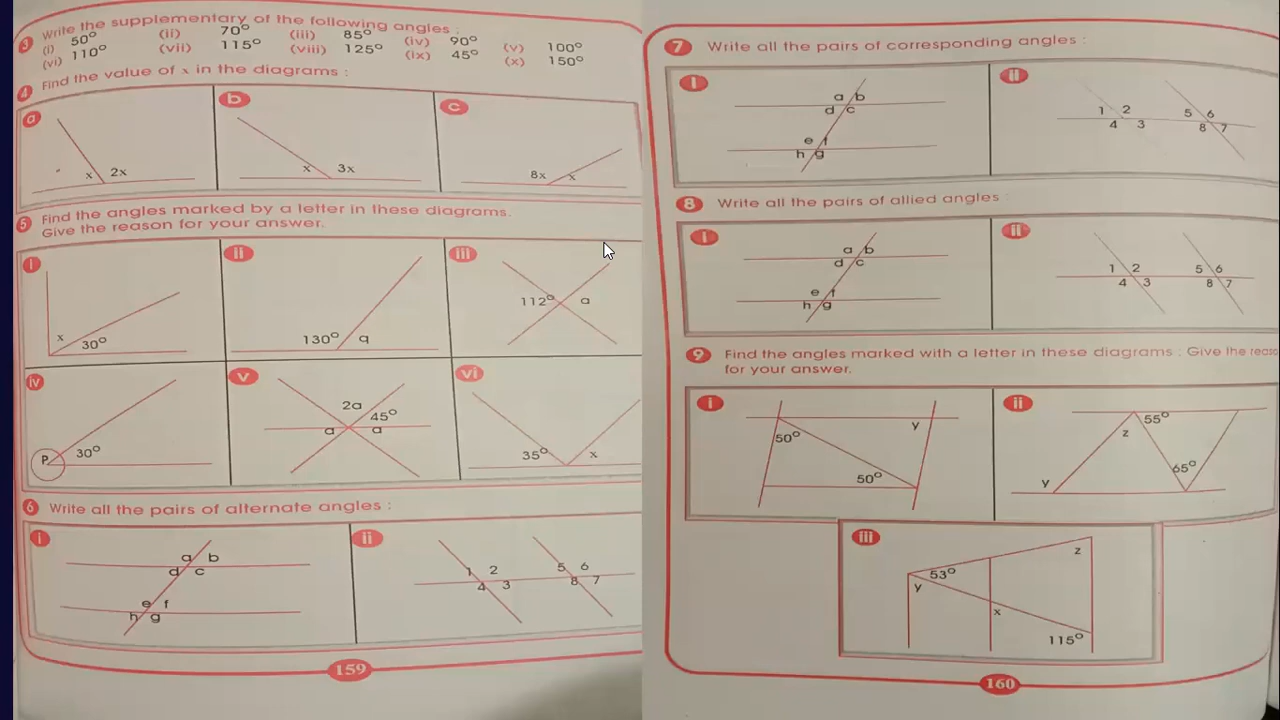 3 Write the supplementary of the following angles :
(i) 50° (ii) 70° (iii) 85° (iv) 90° (v) 100°
(vi) 110° (vii) 115° (viii) 125° (ix) 45° (x) 150°
4 Find the value of x in the diagrams :
a b c
x 2x x 3x 8x x
5 Find the angles marked by a letter in these diagrams.
Give the reason for your answer.
i ii iii
x 30° 130° q 112° a
iv v vi
P 30° 2a 45° a a 35° x
6 Write all the pairs of alternate angles :
i ii
a b d c e f h g
1 2 4 3 5 6 8 7
159
7 Write all the pairs of corresponding angles :
i ii
a b d c e f h g
1 2 4 3 5 6 8 7
8 Write all the pairs of allied angles :
i ii
a b d c e f h g
1 2 4 3 5 6 8 7
9 Find the angles marked with a letter in these diagrams : Give the reaso
for your answer.
i ii
50° y 50° 55° z 65° y
iii
53° z y x 115°
160